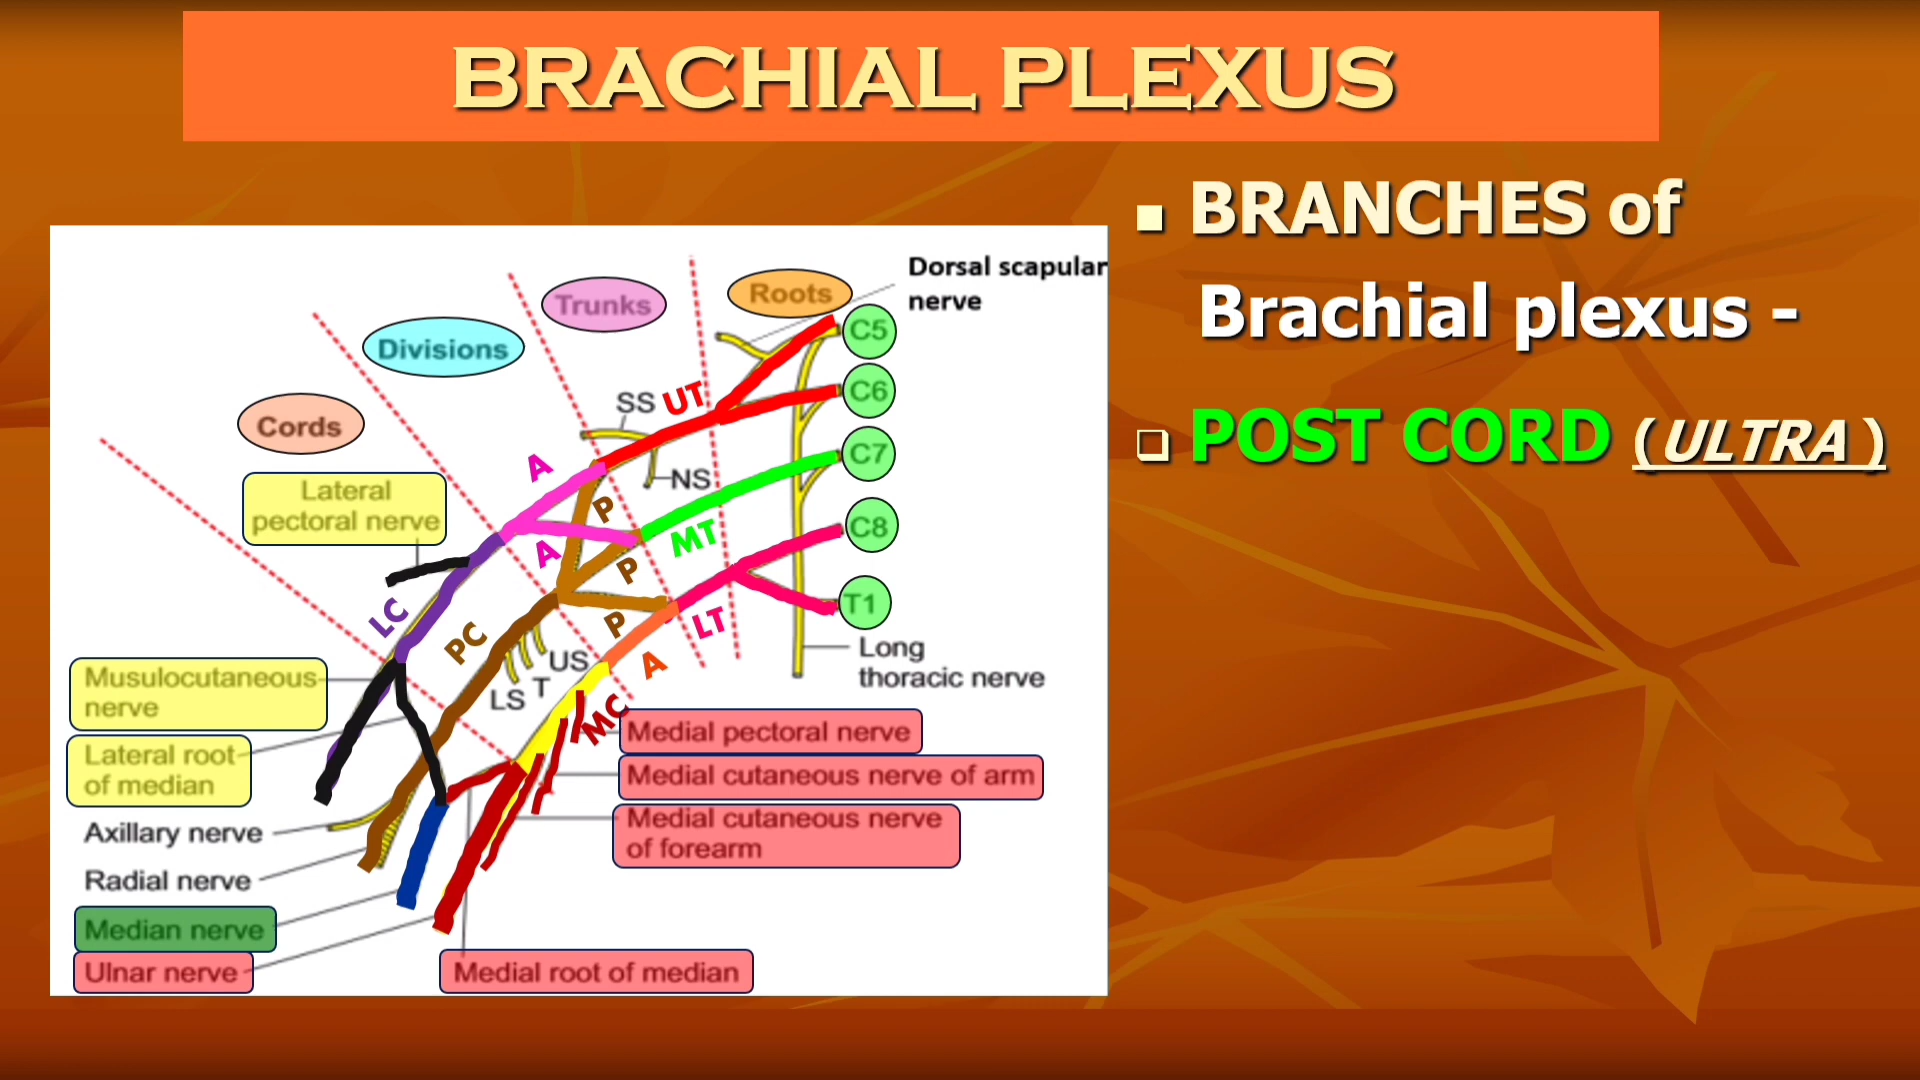 BRACHIAL PLEXUS
BRANCHES of
Brachial plexus -
POST CORD (ULTRA )
Dorsal scapular
nerve
Roots
Trunks
Divisions
Cords
C5
C6
C7
C8
T1
SS
UT
NS
A
P
MT
A
P
P
LT
A
LC
PC
US
T
LS
MC
Lateral
pectoral nerve
Long
thoracic nerve
Musulocutaneous
nerve
Lateral root
of median
Axillary nerve
Radial nerve
Median nerve
Ulnar nerve
Medial pectoral nerve
Medial cutaneous nerve of arm
Medial cutaneous nerve
of forearm
Medial root of median